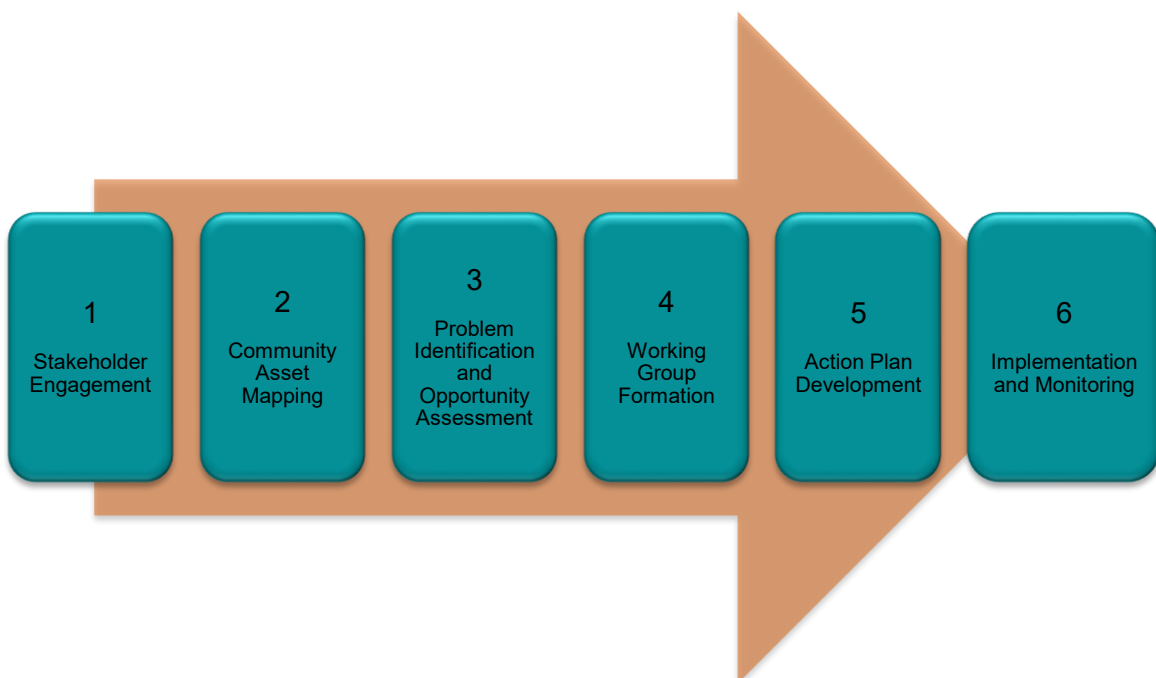 1
Stakeholder
Engagement
2
Community
Asset
Mapping
3
Problem
Identification
and
Opportunity
Assessment
4
Working
Group
Formation
5
Action Plan
Development
6
Implementation
and Monitoring